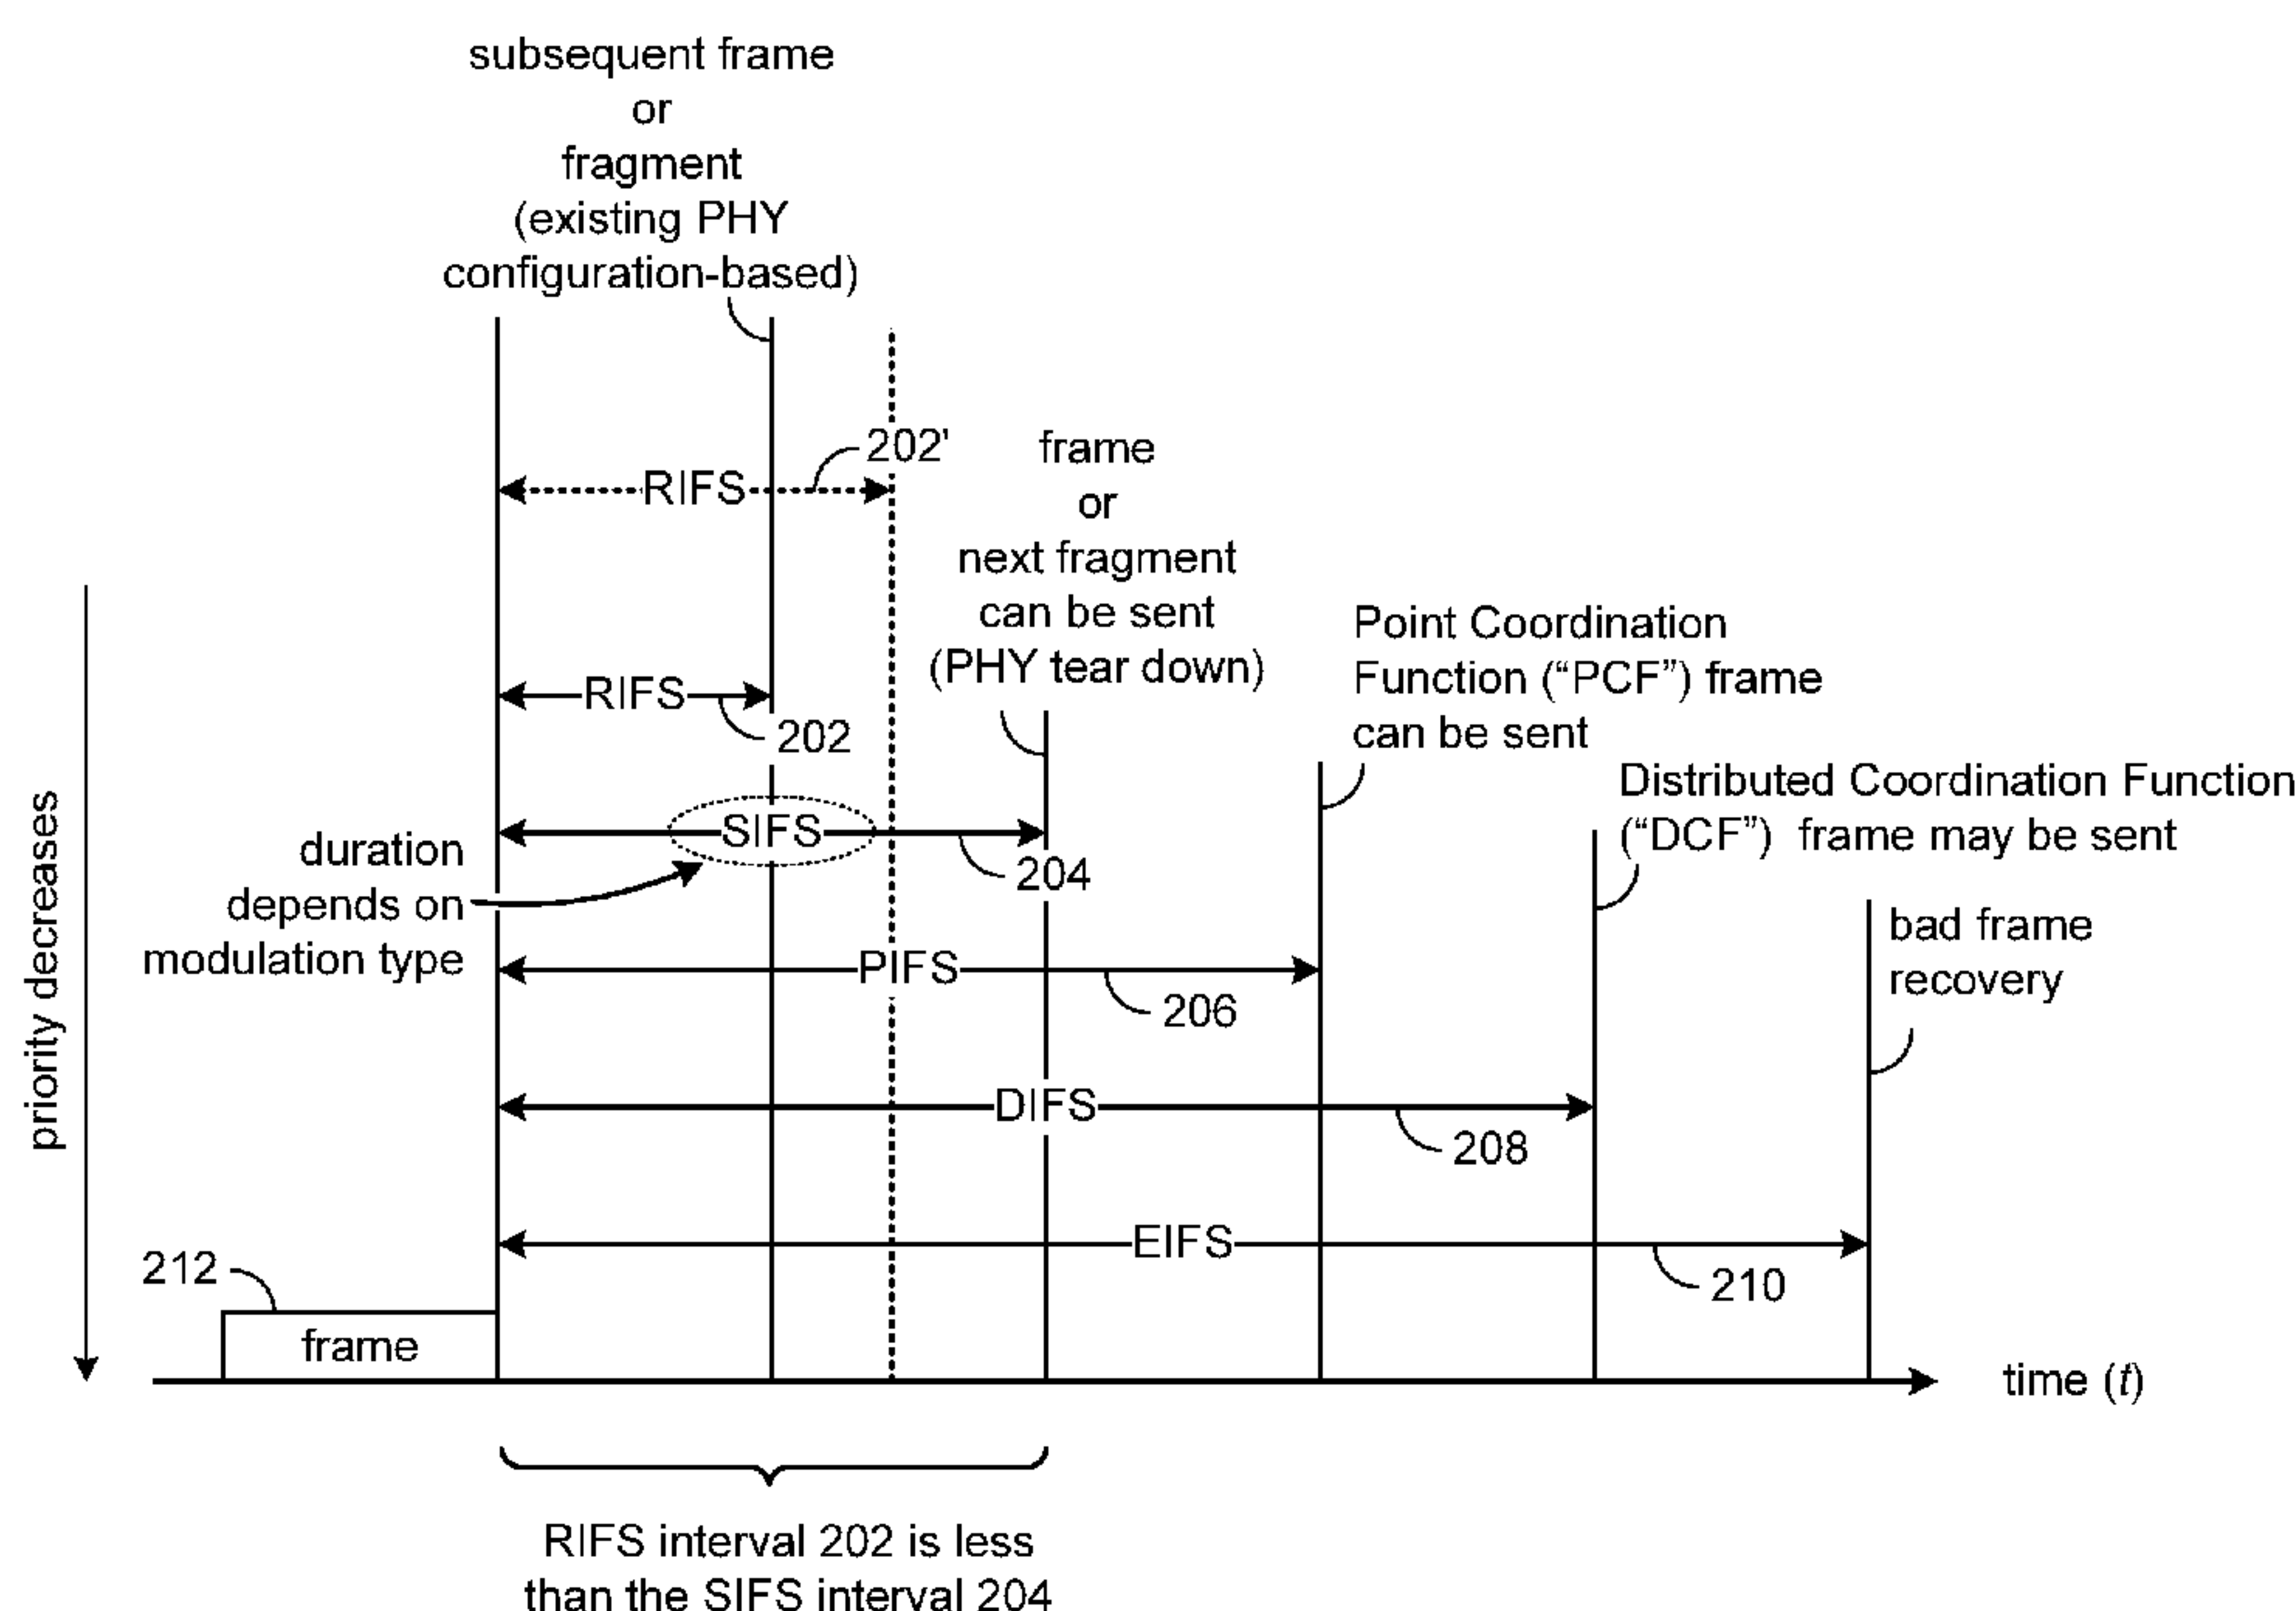 subsequent frame
or
fragment
(existing PHY
configuration-based)
202'
RIFS
frame
or
next fragment
can be sent
(PHY tear down)
Point Coordination
Function (“PCF”) frame
can be sent
RIFS
202
Distributed Coordination Function
(“DCF”) frame may be sent
priority decreases
duration
depends on
modulation type
SIFS
204
bad frame
recovery
PIFS
206
DIFS
208
EIFS
210
212
frame
time (t)
RIFS interval 202 is less
than the SIFS interval 204